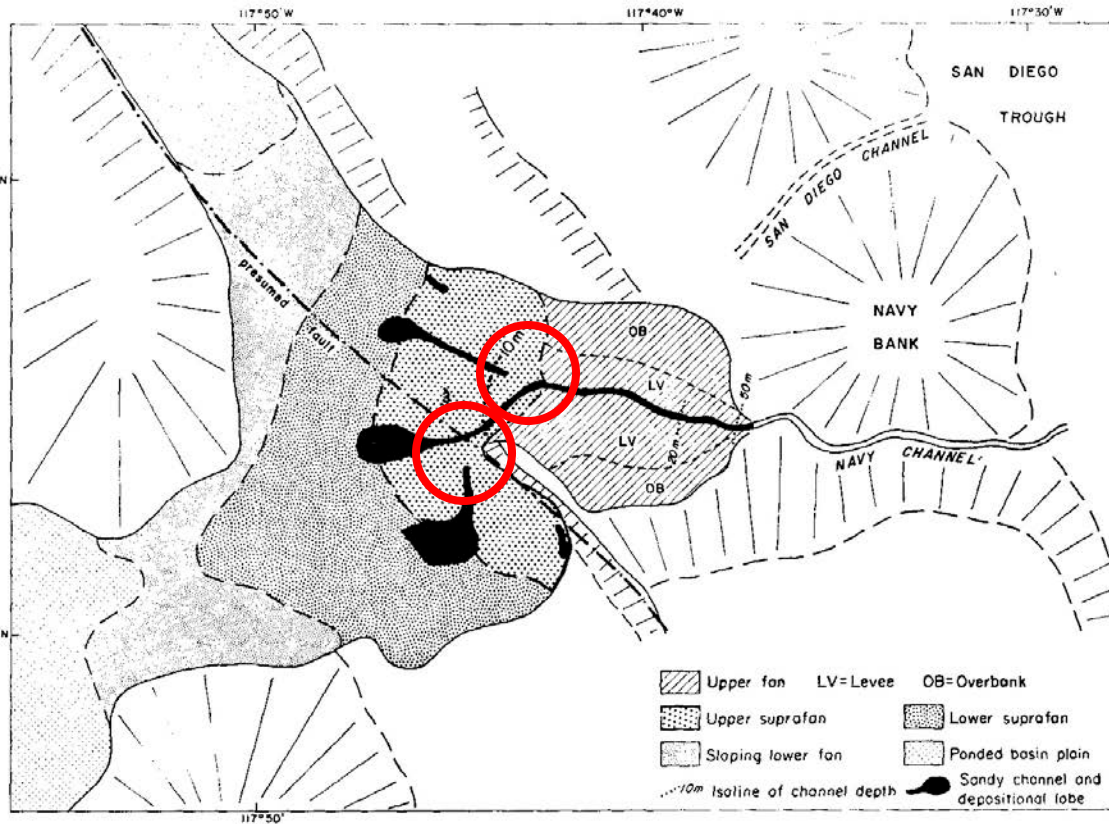 117°50' W
117°40' W
117°30' W
SAN DIEGO
TROUGH
SAN DIEGO CHANNEL
N
presumed fault
10m
OB
NAVY
BANK
LV
50m
LV
20m
NAVY CHANNEL
OB
N
Upper fan LV=Levee OB=Overbank
Upper suprafan
Lower suprafan
Sloping lower fan
Ponded basin plain
10m Isoline of channel depth
Sandy channel and
depositional lobe
117°50'